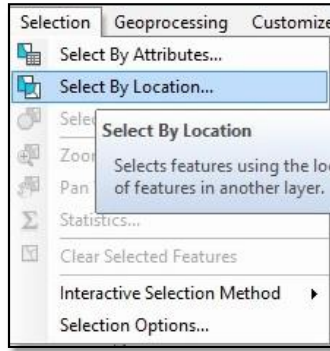 Selection Geoprocessing Customize
Select By Attributes...
Select By Location...
Select By Location
Selects features using the
of features in another layer.
Zoo
Pan
Statistics...
Clear Selected Features
Interactive Selection Method
Selection Options...